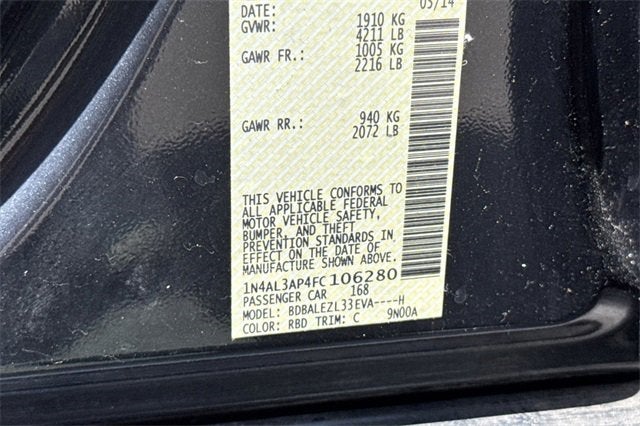 DATE: 05/14
GVWR: 1910 KG
4211 LB
GAWR FR.: 1005 KG
2216 LB
GAWR RR.: 940 KG
2072 LB
THIS VEHICLE CONFORMS TO
ALL APPLICABLE FEDERAL
MOTOR VEHICLE SAFETY,
BUMPER, AND THEFT
PREVENTION STANDARDS IN
EFFECT ON THE DATE OF
MANUFACTURE SHOWN ABOVE.
1N4AL3AP4FC106280
PASSENGER CAR 168
MODEL: BDBALEZL33EVA----H
COLOR: RBD TRIM: C 9N00A